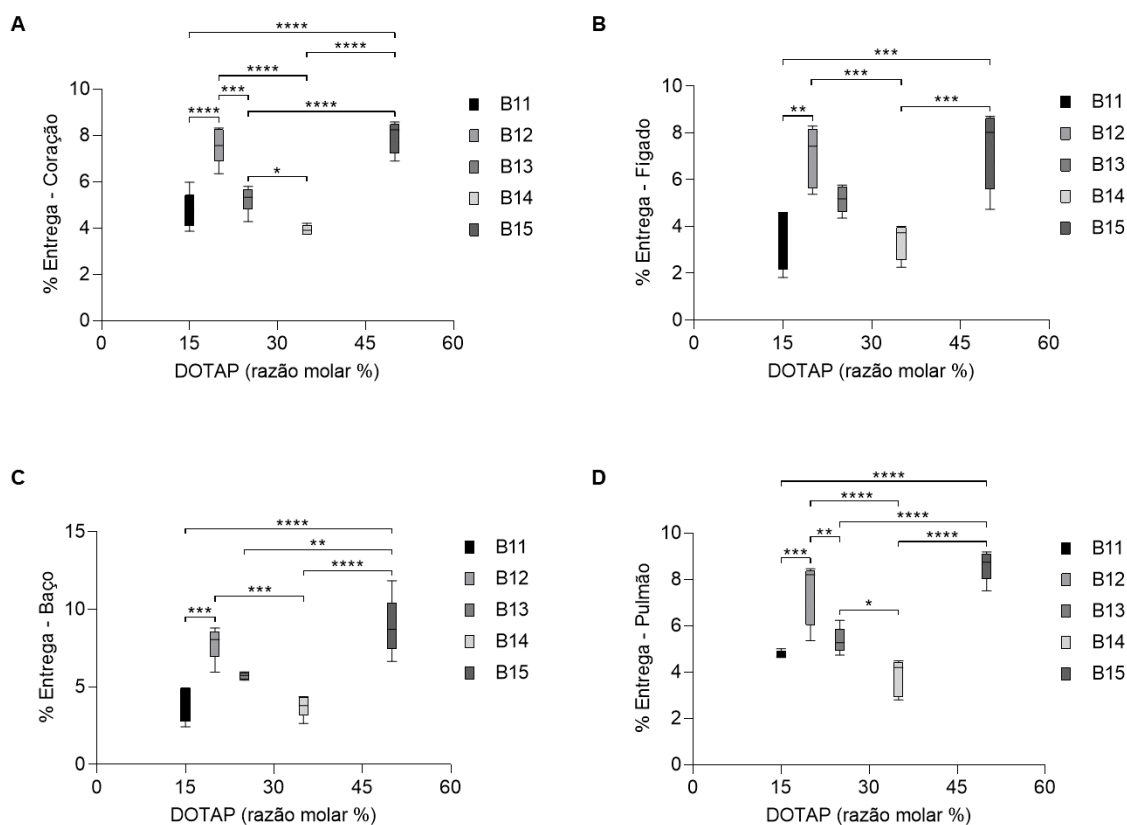 A
****
****
****
***
****
****
*
10
8
6
4
2
0
% Entrega - Coração
0
15
30
45
60
DOTAP (razão molar %)
B11
B12
B13
B14
B15
B
***
***
***
**
10
8
6
4
2
0
% Entrega - Fígado
0
15
30
45
60
DOTAP (razão molar %)
B11
B12
B13
B14
B15
C
****
**
****
***
***
15
10
5
0
% Entrega - Baço
0
15
30
45
60
DOTAP (razão molar %)
B11
B12
B13
B14
B15
D
****
****
****
**
****
***
*
10
8
6
4
2
0
% Entrega - Pulmão
0
15
30
45
60
DOTAP (razão molar %)
B11
B12
B13
B14
B15